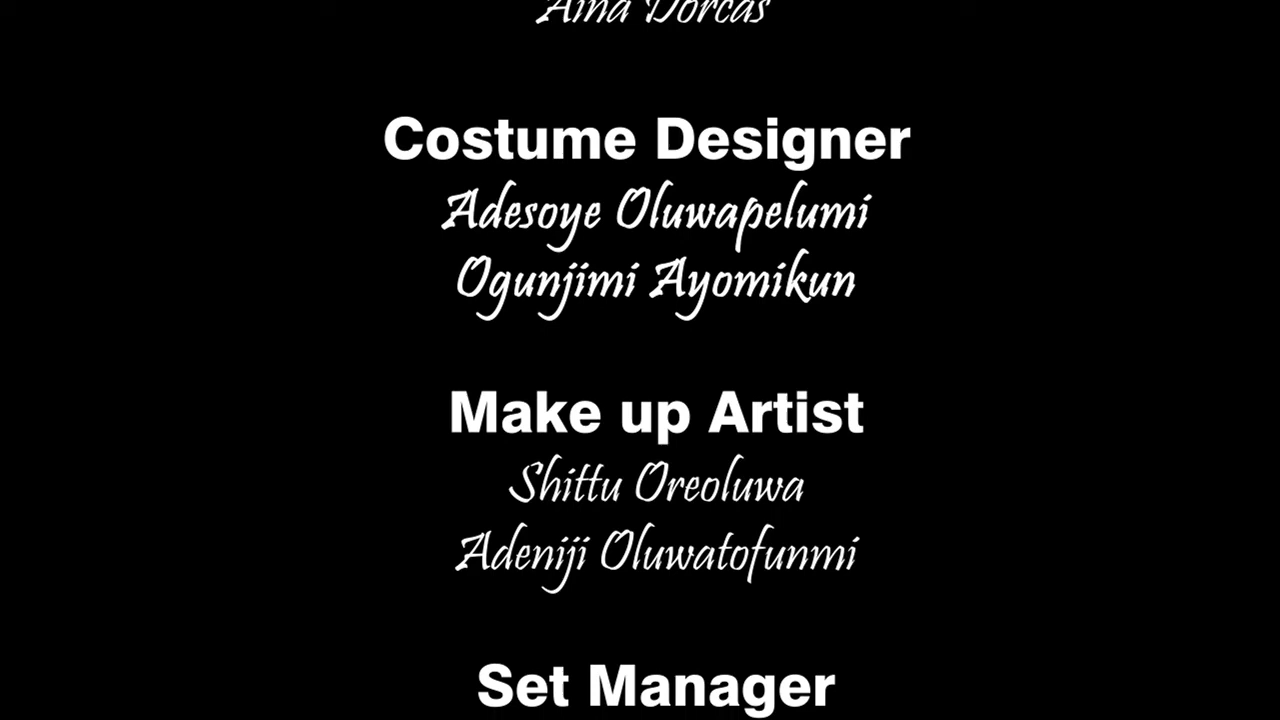 Aina Dorcas
Costume Designer
Adesoye Oluwapelumi
Ogunjimi Ayomikun
Make up Artist
Shittu Oreoluwa
Adeniji Oluwatofunmi
Set Manager